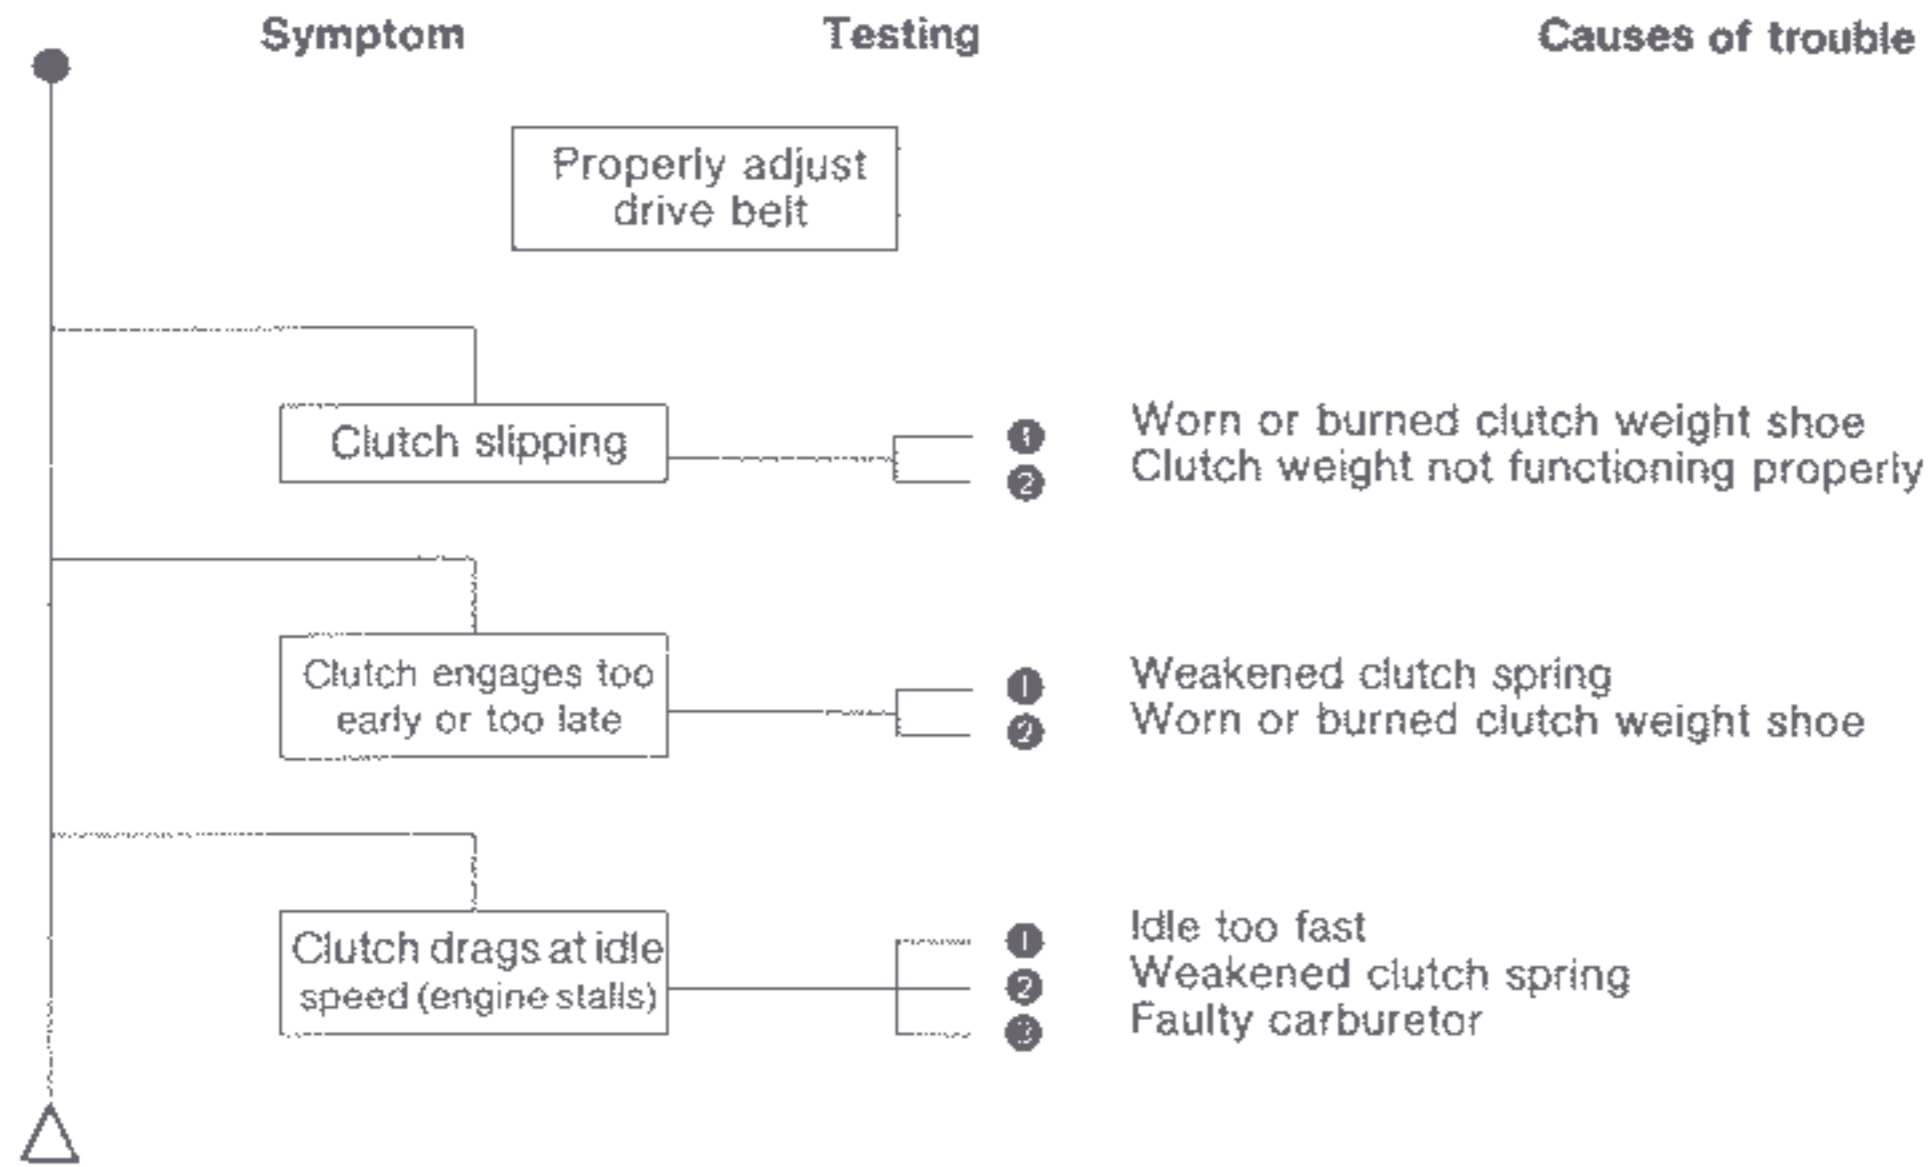 Symptom Testing Causes of trouble
Properly adjust
drive belt
Clutch slipping
1 Worn or burned clutch weight shoe
2 Clutch weight not functioning properly
Clutch engages too
early or too late
1 Weakened clutch spring
2 Worn or burned clutch weight shoe
Clutch drags at idle
speed (engine stalls)
1 Idle too fast
2 Weakened clutch spring
3 Faulty carburetor